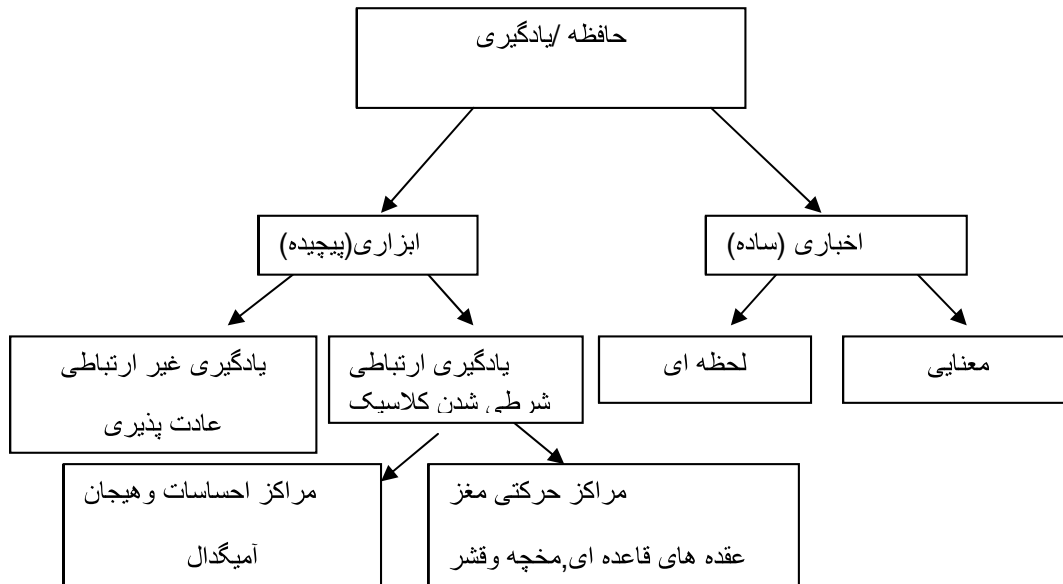 حافظه /یادگیری
اخباری (ساده)
ابزاری(پیچیده)
معنایی
لحظه ای
یادگیری ارتباطی
شرطی شدن کلاسیک
یادگیری غیر ارتباطی
عادت پذیری
مراکز حرکتی مغز
عقده های قاعده ای,مخچه وقشر
مراکز احساسات وهیجان
آمیگدال